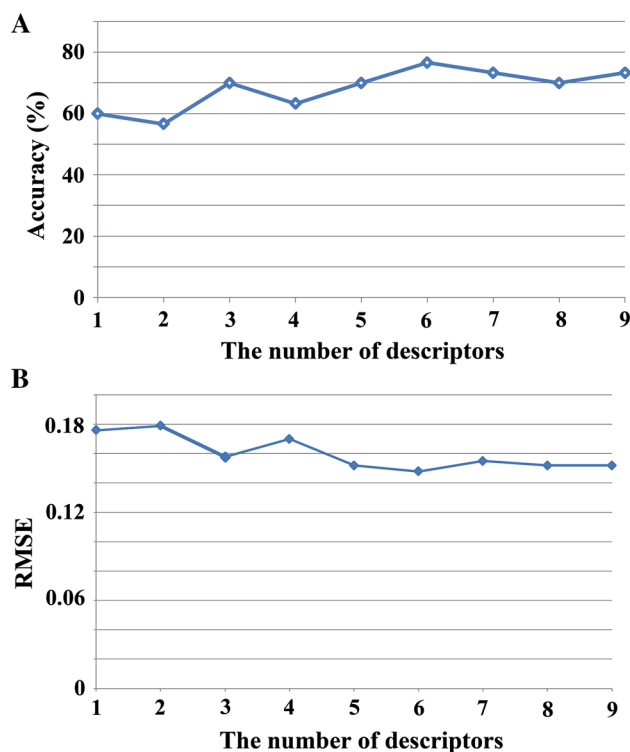 A
80
60
40
20
0
Accuracy (%)
1 2 3 4 5 6 7 8 9
The number of descriptors
B
0.18
0.12
0.06
0
RMSE
1 2 3 4 5 6 7 8 9
The number of descriptors